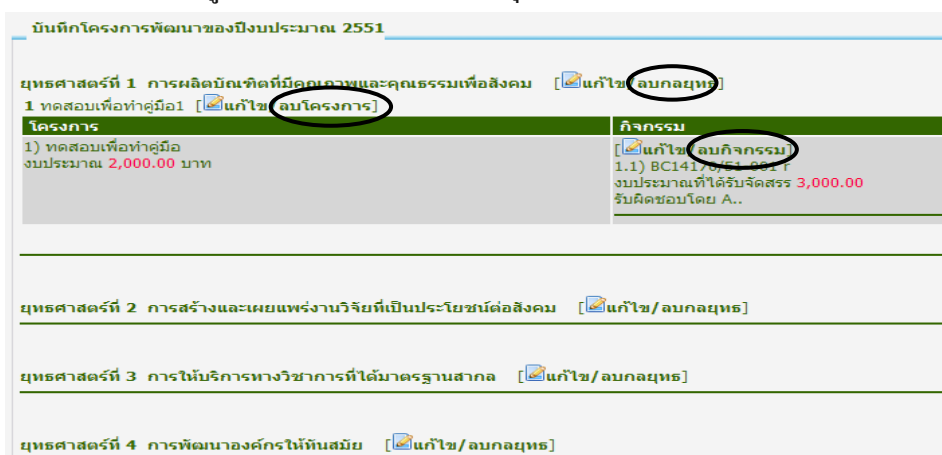 บันทึกโครงการพัฒนาของปีงบประมาณ 2551
ยุทธศาสตร์ที่ 1 การผลิตบัณฑิตที่มีคุณภาพและคุณธรรมเพื่อสังคม [แก้ไข/ลบกลยุทธ]
1 ทดสอบเพื่อทำคู่มือ1 [แก้ไข/ลบโครงการ]
โครงการ กิจกรรม
1) ทดสอบเพื่อทำคู่มือ [แก้ไข/ลบกิจกรรม]
งบประมาณ 2,000.00 บาท 1.1) BC14170/51-001 r
งบประมาณที่ได้รับจัดสรร 3,000.00
รับผิดชอบโดย A..
ยุทธศาสตร์ที่ 2 การสร้างและเผยแพร่งานวิจัยที่เป็นประโยชน์ต่อสังคม [แก้ไข/ลบกลยุทธ]
ยุทธศาสตร์ที่ 3 การให้บริการทางวิชาการที่ได้มาตรฐานสากล [แก้ไข/ลบกลยุทธ]
ยุทธศาสตร์ที่ 4 การพัฒนาองค์กรให้ทันสมัย [แก้ไข/ลบกลยุทธ]